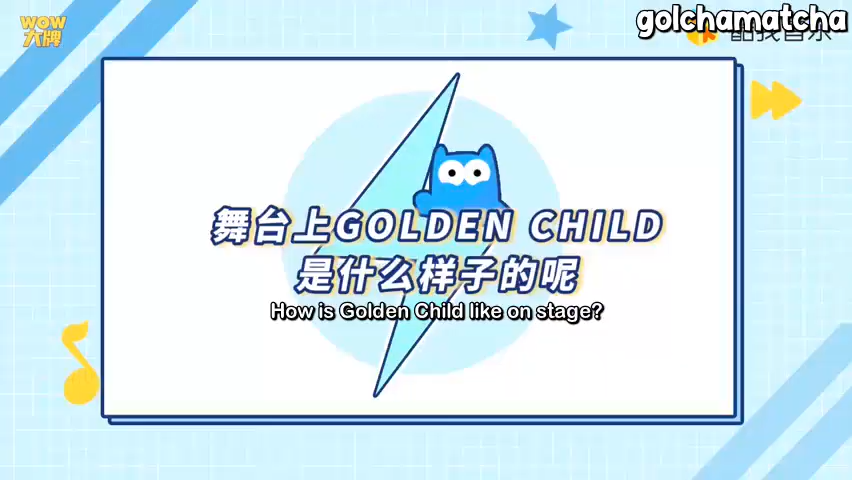 WOW
大牌
golchamatcha
舞台上GOLDEN CHILD
是什么样子的呢
How is Golden Child like on stage?